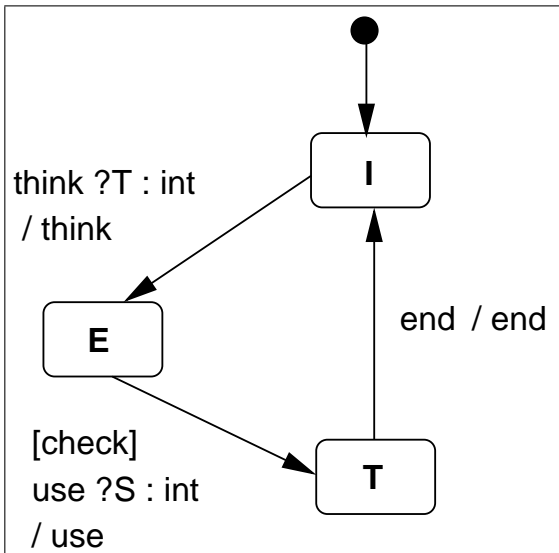 I
think ?T : int
/ think
E
end / end
[check]
use ?S : int
/ use
T